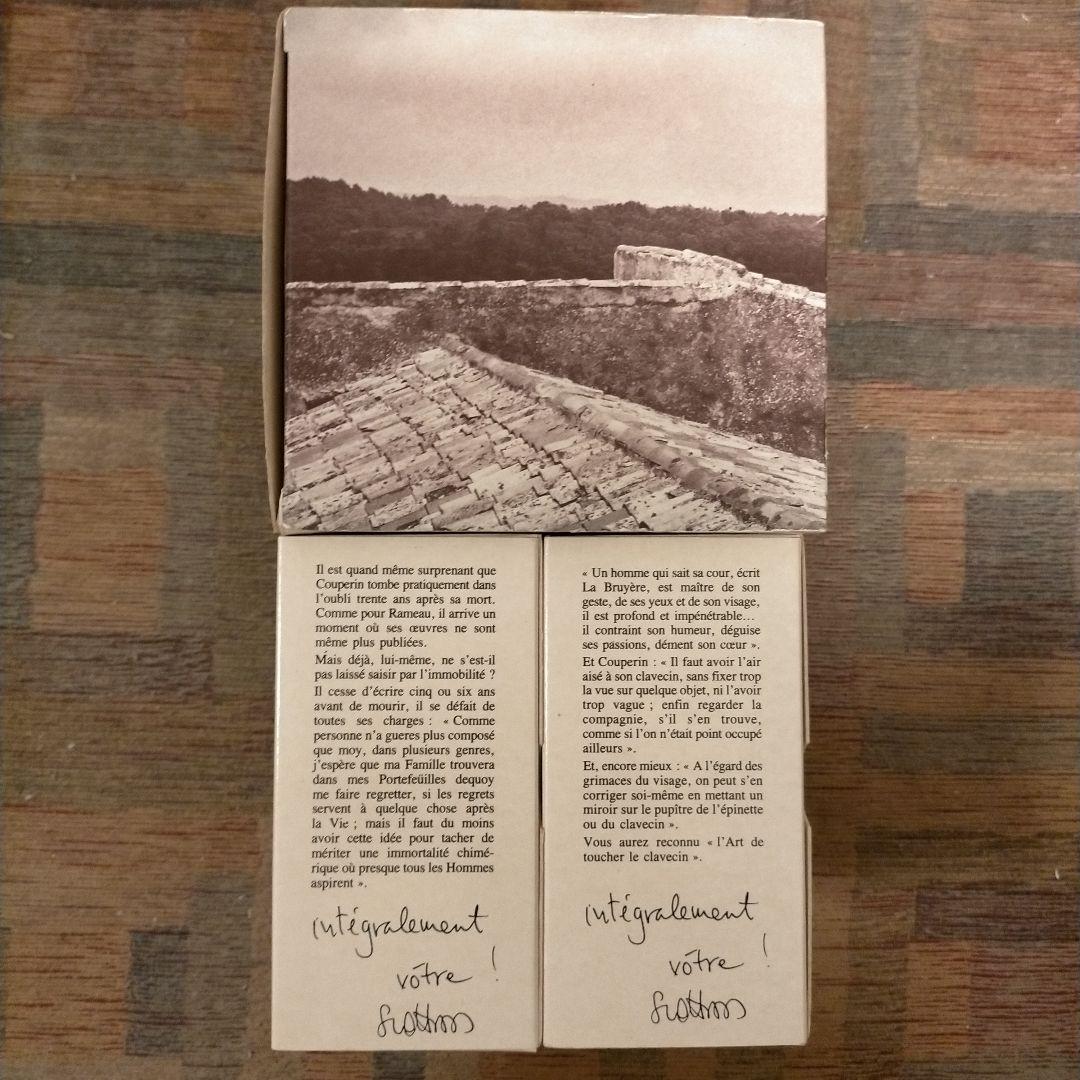 Il est quand même surprenant que
Couperin tombe pratiquement dans
l'oubli trente ans après sa mort.
Comme pour Rameau, il arrive un
moment où ses œuvres ne sont
même plus publiées.
Mais déjà, lui-même, ne s'est-il
pas laissé saisir par l'immobilité ?
Il cesse d'écrire cinq ou six ans
avant de mourir, il se défait de
toutes ses charges : « Comme
personne n'a gueres plus composé
que moy, dans plusieurs genres,
j'espère que ma Famille trouvera
dans mes Portefeüilles dequoy
me faire regretter, si les regrets
servent à quelque chose après
la Vie ; mais il faut du moins
avoir cette idée pour tacher de
mériter une immortalité chimé-
rique où presque tous les Hommes
aspirent ».
intégralement
vôtre !
« Un homme qui sait sa cour, écrit
La Bruyère, est maître de son
geste, de ses yeux et de son visage,
il est profond et impénétrable...
il contraint son humeur, déguise
ses passions, dément son cœur ».
Et Couperin : « Il faut avoir l'air
aisé à son clavecin, sans fixer trop
la vue sur quelque objet, ni l'avoir
trop vague ; enfin regarder la
compagnie, s'il s'en trouve,
comme si l'on n'était point occupé
ailleurs ».
Et, encore mieux : « A l'égard des
grimaces du visage, on peut s'en
corriger soi-même en mettant un
miroir sur le pupître de l'épinette
ou du clavecin ».
Vous aurez reconnu « l'Art de
toucher le clavecin ».
intégralement
vôtre !